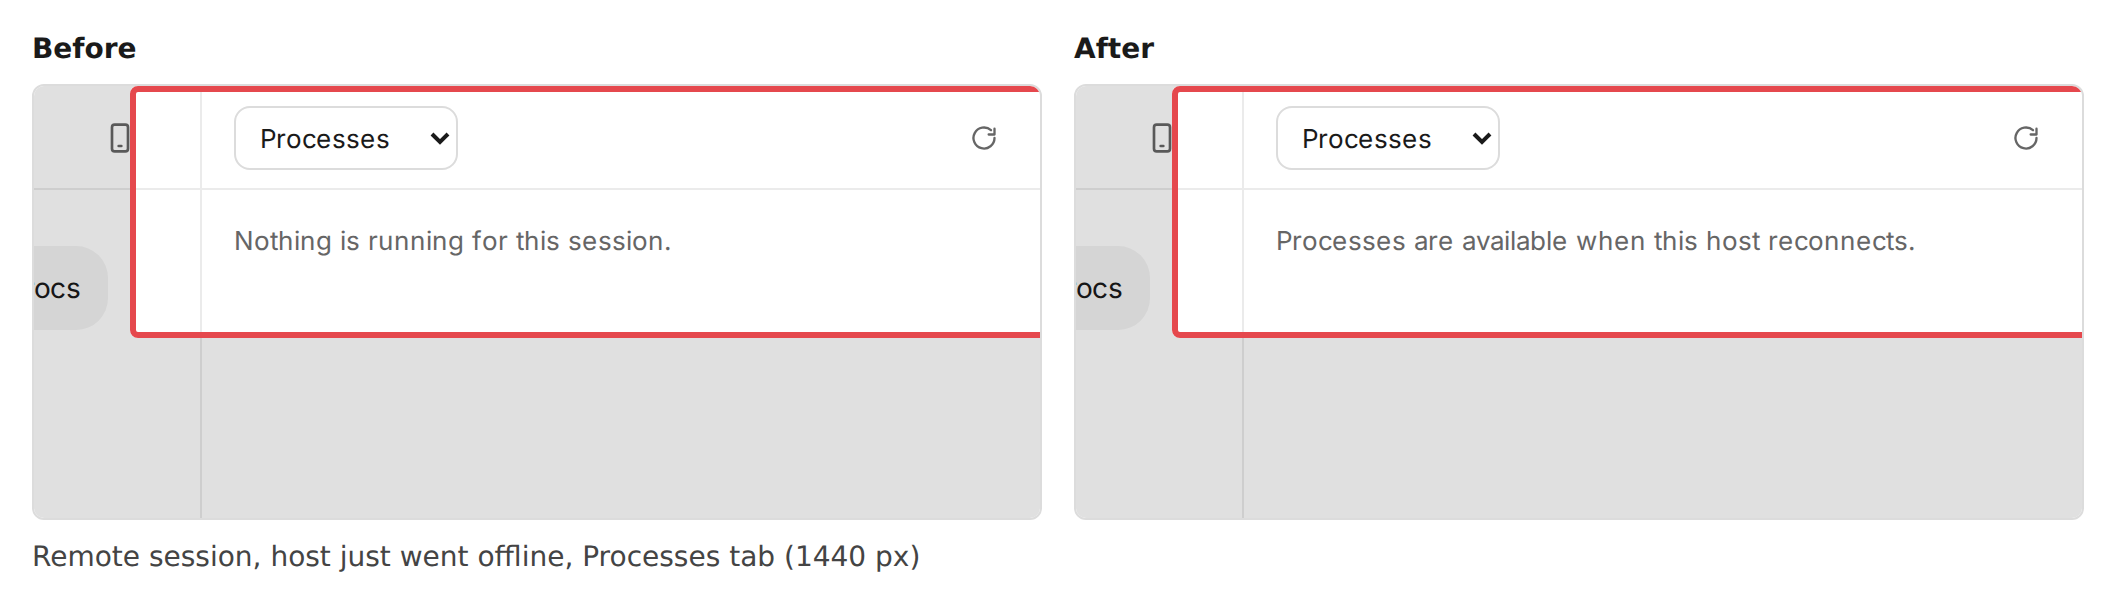 Before
Processes
Nothing is running for this session.
ocs
After
Processes
Processes are available when this host reconnects.
ocs
Remote session, host just went offline, Processes tab (1440 px)